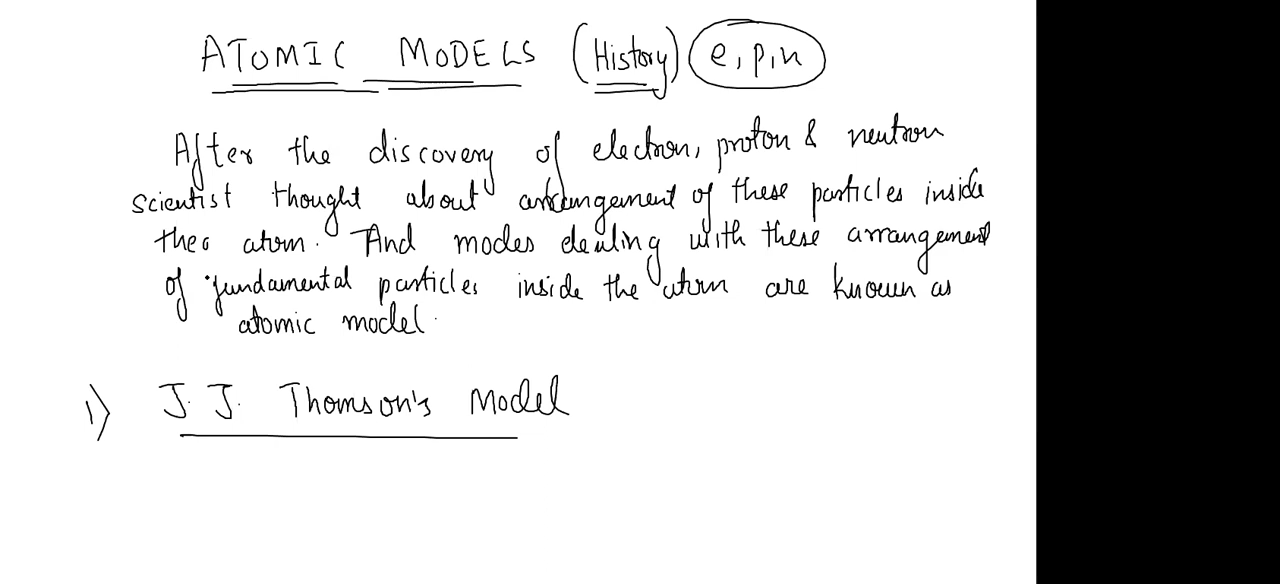 ATOMIC MODELS (History) e, p, n
After the discovery of electron, proton & neutron
scientist thought about arrangement of these particles inside
the atom. And modes dealing with these arrangement
of fundamental particles inside the atom are known as
atomic model.
1) J.J. Thomson's Model